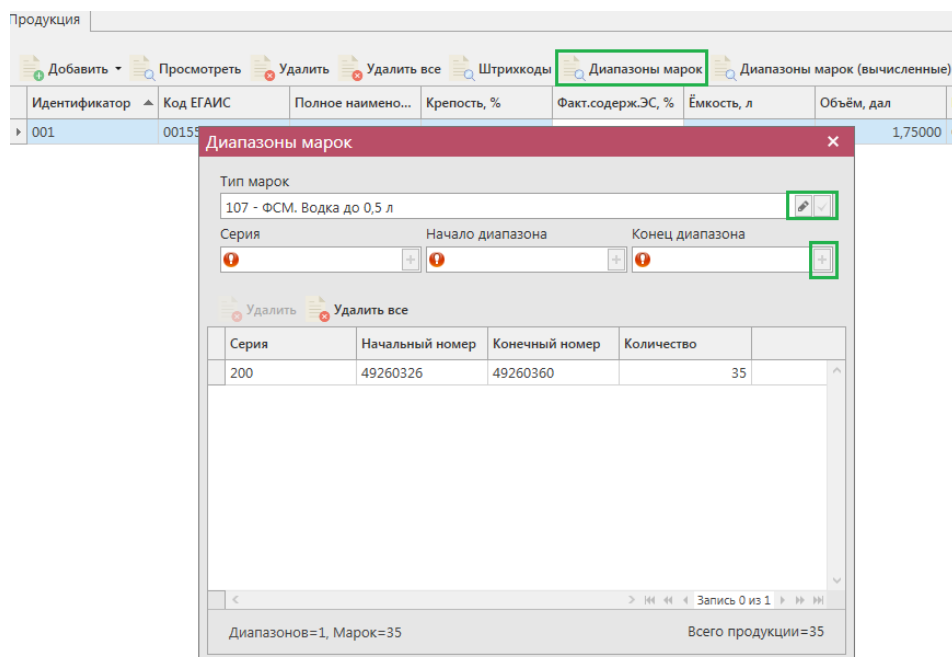 Продукция
Добавить Просмотреть Удалить Удалить все Штрихкоды Диапазоны марок Диапазоны марок (вычисленные)
Идентификатор Код ЕГАИС Полное наимено... Крепость, % Факт.содерж.ЭС, % Ёмкость, л Объём, дал
001 00155 1,75000
Диапазоны марок
Тип марок
107 - ФСМ. Водка до 0,5 л
Серия Начало диапазона Конец диапазона
Удалить Удалить все
Серия Начальный номер Конечный номер Количество
200 49260326 49260360 35
Запись 0 из 1
Диапазонов=1, Марок=35 Всего продукции=35